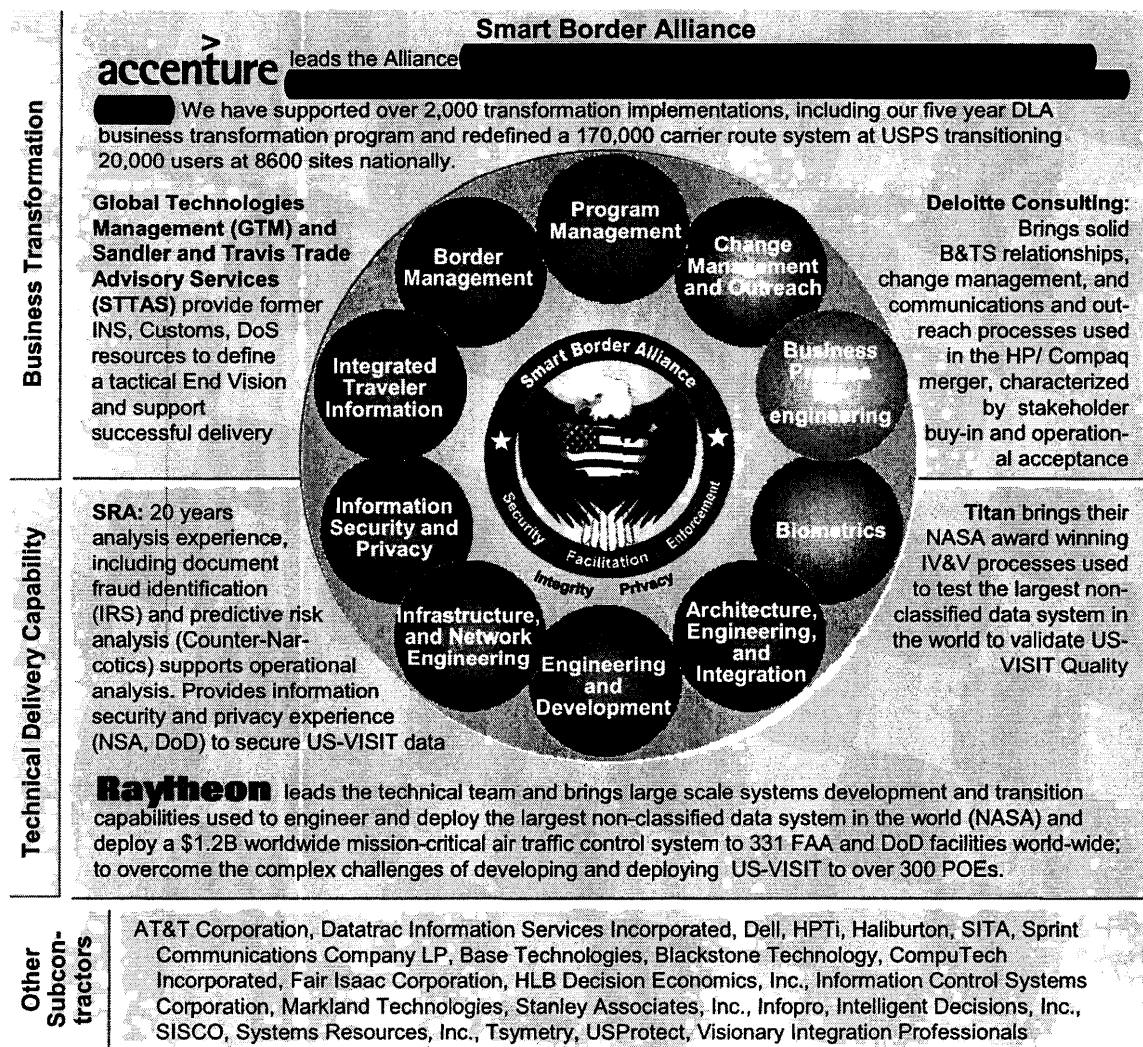 Smart Border Alliance
accenture leads the Alliance
We have supported over 2,000 transformation implementations, including our five year DLA
business transformation program and redefined a 170,000 carrier route system at USPS transitioning
20,000 users at 8600 sites nationally.
Business Transformation
Global Technologies
Management (GTM) and
Sandler and Travis Trade
Advisory Services
(STTAS) provide former
INS, Customs, DoS
resources to define
a tactical End Vision
and support
successful delivery
Program
Management
Change
Management
and Outreach
Business
engineering
Biometrics
Architecture,
Engineering,
and
Integration
Engineering
and
Development
Infrastructure,
and Network
Engineering
Information
Security and
Privacy
Integrated
Traveler
Information
Border
Management
Smart Border Alliance
Security Facilitation Enforcement
Integrity Privacy
Deloitte Consulting:
Brings solid
B&TS relationships,
change management, and
communications and out-
reach processes used
in the HP/ Compaq
merger, characterized
by stakeholder
buy-in and operation-
al acceptance
Technical Delivery Capability
SRA: 20 years
analysis experience,
including document
fraud identification
(IRS) and predictive risk
analysis (Counter-Nar-
cotics) supports operational
analysis. Provides information
security and privacy experience
(NSA, DoD) to secure US-VISIT data
Titan brings their
NASA award winning
IV&V processes used
to test the largest non-
classified data system in
the world to validate US-
VISIT Quality
Raytheon leads the technical team and brings large scale systems development and transition
capabilities used to engineer and deploy the largest non-classified data system in the world (NASA) and
deploy a $1.2B worldwide mission-critical air traffic control system to 331 FAA and DoD facilities world-wide;
to overcome the complex challenges of developing and deploying US-VISIT to over 300 POEs.
Other
Subcon-
tractors
AT&T Corporation, Datatrac Information Services Incorporated, Dell, HPTi, Haliburton, SITA, Sprint
Communications Company LP, Base Technologies, Blackstone Technology, CompuTech
Incorporated, Fair Isaac Corporation, HLB Decision Economics, Inc., Information Control Systems
Corporation, Markland Technologies, Stanley Associates, Inc., Infopro, Intelligent Decisions, Inc.,
SISCO, Systems Resources, Inc., Tsymetry, USProtect, Visionary Integration Professionals